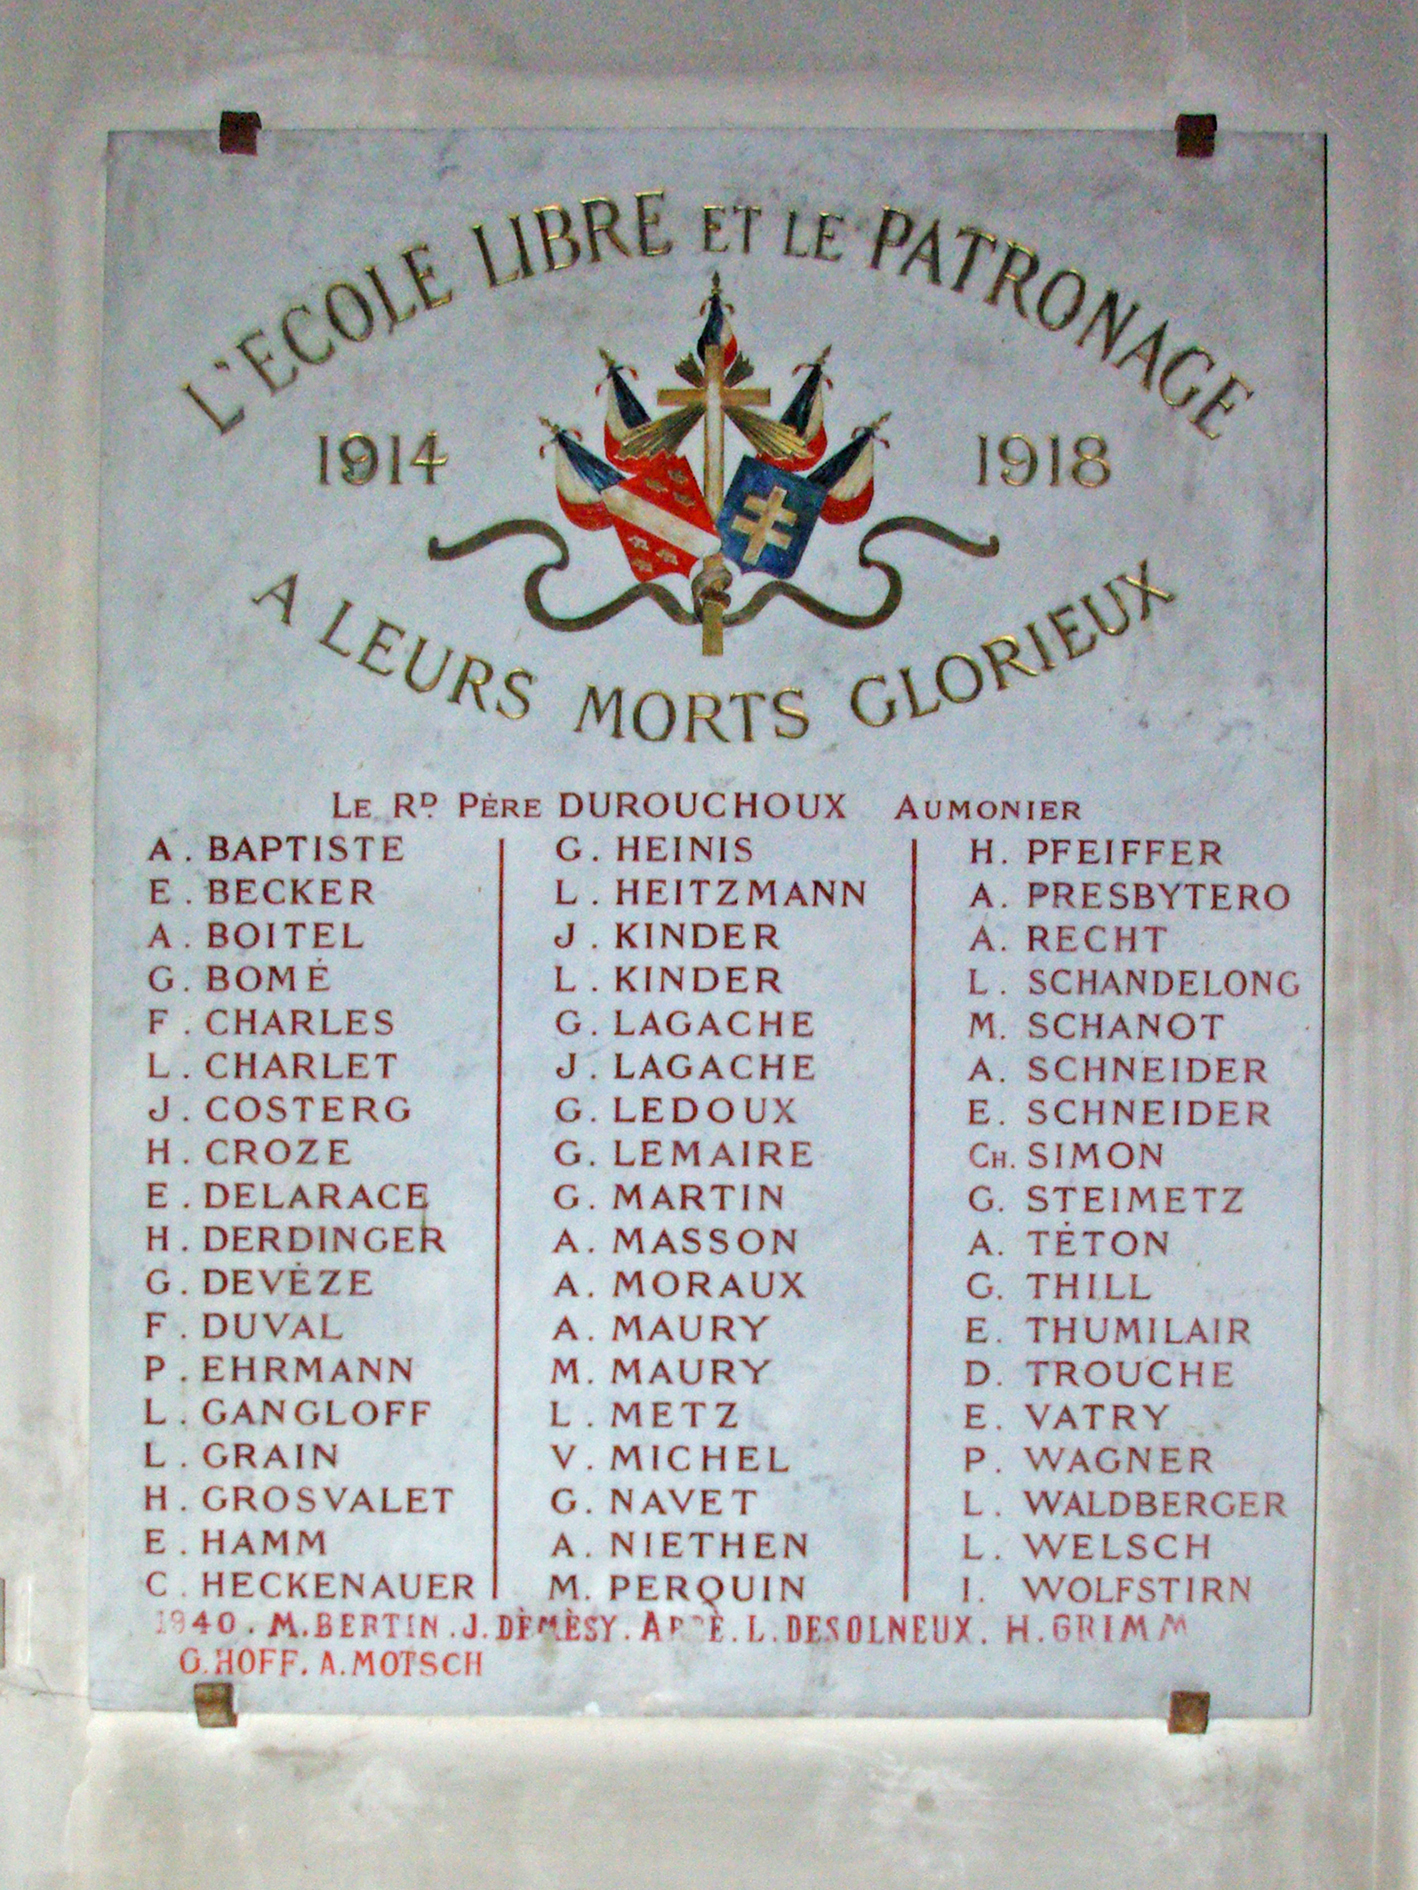 L'ECOLE LIBRE ET LE PATRONAGE
1914 1918
A LEURS MORTS GLORIEUX
LE RD. PÈRE DUROUCHOUX AUMONIER
A. BAPTISTE
E. BECKER
A. BOITEL
G. BOMÉ
F. CHARLES
L. CHARLET
J. COSTERG
H. CROZE
E. DELARACE
H. DERDINGER
G. DEVÈZE
F. DUVAL
P. EHRMANN
L. GANGLOFF
L. GRAIN
H. GROSVALET
E. HAMM
C. HECKENAUER
G. HEINIS
L. HEITZMANN
J. KINDER
L. KINDER
G. LAGACHE
J. LAGACHE
G. LEDOUX
G. LEMAIRE
G. MARTIN
A. MASSON
A. MORAUX
A. MAURY
M. MAURY
L. METZ
V. MICHEL
G. NAVET
A. NIETHEN
M. PERQUIN
H. PFEIFFER
A. PRESBYTERO
A. RECHT
L. SCHANDELONG
M. SCHANOT
A. SCHNEIDER
E. SCHNEIDER
CH. SIMON
G. STEIMETZ
A. TÉTON
G. THILL
E. THUMILAIR
D. TROUCHE
E. VATRY
P. WAGNER
L. WALDBERGER
L. WELSCH
I. WOLFSTIRN
1940. M. BERTIN. J. DÈMÈSY. L. DESOLNEUX. H. GRIMM
G. HOFF. A. MOTSCH